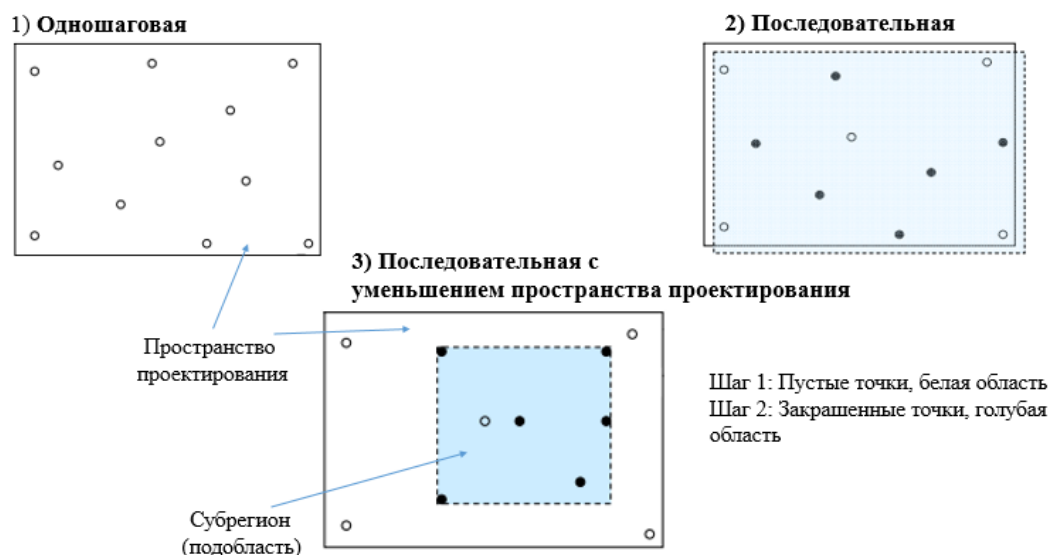 1) Одношаговая
2) Последовательная
3) Последовательная с
уменьшением пространства проектирования
Пространство
проектирования
Шаг 1: Пустые точки, белая область
Шаг 2: Закрашенные точки, голубая
область
Субрегион
(подобласть)